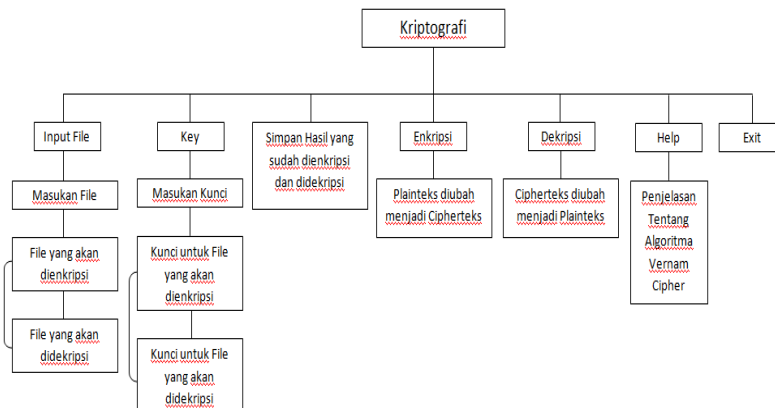 Kriptografi
Input File
Key
Simpan Hasil yang
sudah dienkripsi
dan didekripsi
Enkripsi
Dekripsi
Help
Exit
Masukan File
Masukan Kunci
Plainteks diubah
menjadi Cipherteks
Cipherteks diubah
menjadi Plainteks
Penjelasan
Tentang
Algoritma
Vernam
Cipher
File yang akan
dienkripsi
Kunci untuk File
yang akan
dienkripsi
File yang akan
didekripsi
Kunci untuk File
yang akan
didekripsi